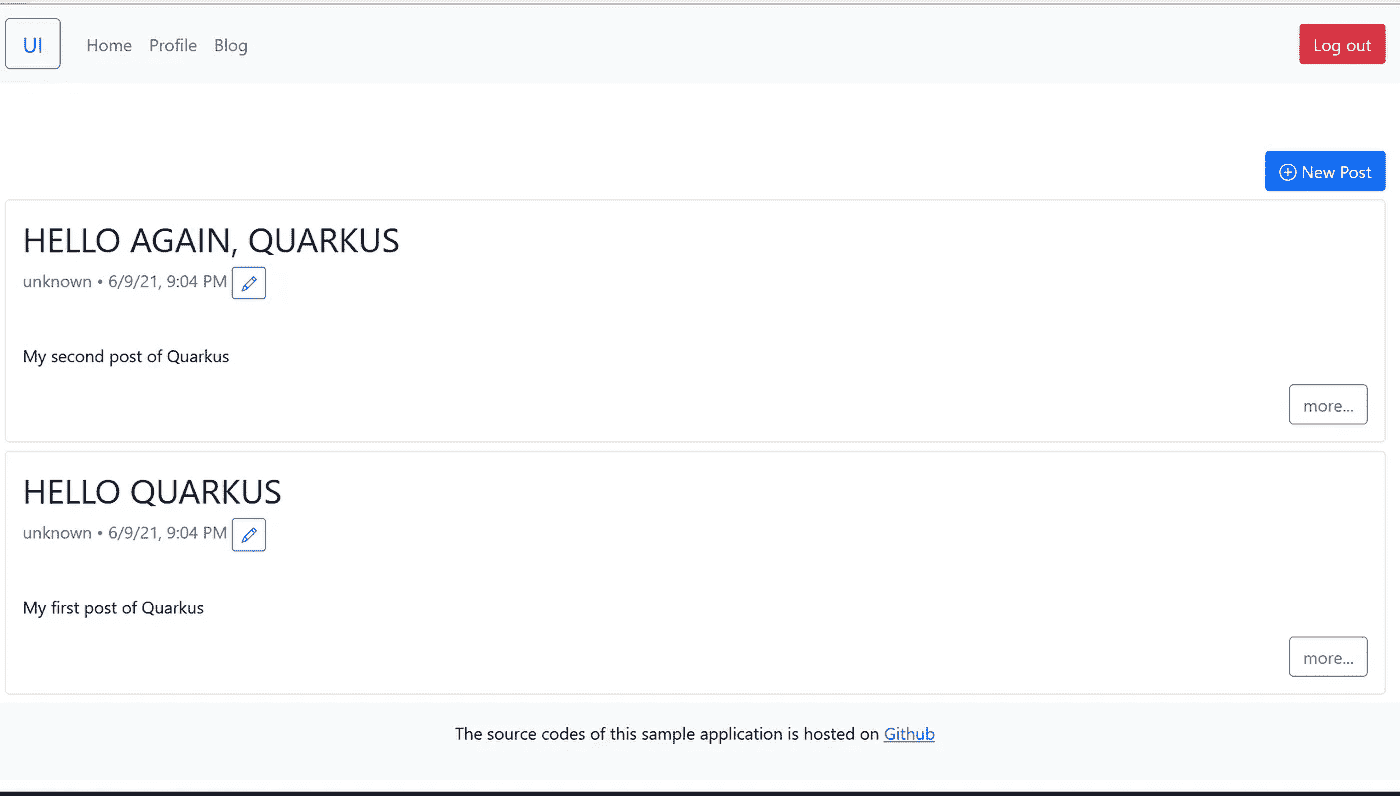 UI Home Profile Blog Log out
New Post
HELLO AGAIN, QUARKUS
unknown • 6/9/21, 9:04 PM
My second post of Quarkus
more...
HELLO QUARKUS
unknown • 6/9/21, 9:04 PM
My first post of Quarkus
more...
The source codes of this sample application is hosted on Github